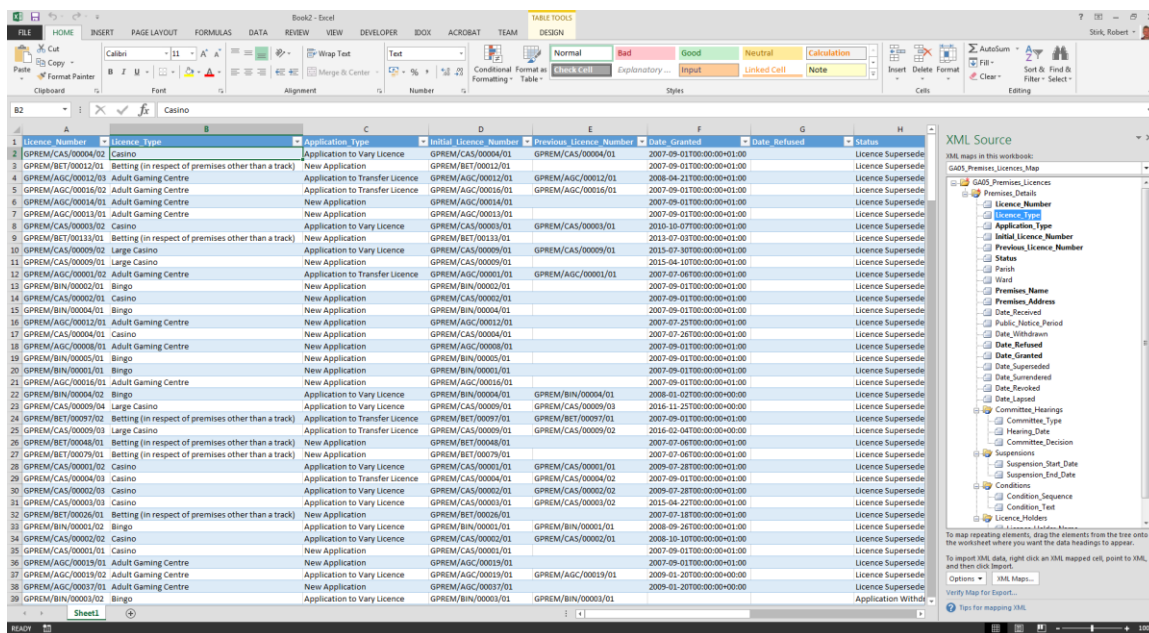 Book2 - Excel
TABLE TOOLS
FILE HOME INSERT PAGE LAYOUT FORMULAS DATA REVIEW VIEW DEVELOPER IDOX ACROBAT TEAM DESIGN
Stirk, Robert
Cut
Copy
Format Painter
Paste
Clipboard
Calibri 11
Font
Wrap Text
Merge & Center
Alignment
Text
Number
Conditional Formatting
Format as Table
Normal Bad Good Neutral Calculation
Check Cell Explanatory ... Input Linked Cell Note
Styles
Insert Delete Format
Cells
AutoSum
Fill
Clear
Sort & Filter
Find & Select
Editing
B2 Casino
A B C D E F G H
1 Licence_Number Licence_Type Application_Type Initial_Licence_Number Previous_Licence_Number Date_Granted Date_Refused Status
2 GPREM/CAS/00004/02 Casino Application to Vary Licence GPREM/CAS/00004/01 GPREM/CAS/00004/01 2007-09-01T00:00:00+01:00 Licence Supersede
3 GPREM/BET/00012/01 Betting (in respect of premises other than a track) New Application GPREM/BET/00012/01 2007-09-01T00:00:00+01:00 Licence Supersede
4 GPREM/AGC/00012/03 Adult Gaming Centre Application to Transfer Licence GPREM/AGC/00012/01 GPREM/AGC/00012/01 2008-04-21T00:00:00+01:00 Licence Supersede
5 GPREM/AGC/00016/02 Adult Gaming Centre Application to Transfer Licence GPREM/AGC/00016/01 GPREM/AGC/00016/01 2007-09-01T00:00:00+01:00 Licence Supersede
6 GPREM/AGC/00014/01 Adult Gaming Centre New Application GPREM/AGC/00014/01 2007-09-01T00:00:00+01:00 Licence Supersede
7 GPREM/AGC/00013/01 Adult Gaming Centre New Application GPREM/AGC/00013/01 2007-09-01T00:00:00+01:00 Licence Supersede
8 GPREM/CAS/00003/02 Casino Application to Vary Licence GPREM/CAS/00003/01 GPREM/CAS/00003/01 2010-10-07T00:00:00+01:00 Licence Supersede
9 GPREM/BET/00133/01 Betting (in respect of premises other than a track) New Application GPREM/BET/00133/01 2013-07-03T00:00:00+01:00 Licence Supersede
10 GPREM/CAS/00009/02 Large Casino Application to Vary Licence GPREM/CAS/00009/01 GPREM/CAS/00009/01 2015-07-30T00:00:00+01:00 Licence Supersede
11 GPREM/CAS/00009/01 Large Casino New Application GPREM/CAS/00009/01 2015-04-10T00:00:00+01:00 Licence Supersede
12 GPREM/AGC/00001/02 Adult Gaming Centre Application to Transfer Licence GPREM/AGC/00001/01 GPREM/AGC/00001/01 2007-07-06T00:00:00+01:00 Licence Supersede
13 GPREM/BIN/00002/01 Bingo New Application GPREM/BIN/00002/01 2007-09-01T00:00:00+01:00 Licence Supersede
14 GPREM/CAS/00002/01 Casino New Application GPREM/CAS/00002/01 2007-09-01T00:00:00+01:00 Licence Supersede
15 GPREM/BIN/00004/01 Bingo New Application GPREM/BIN/00004/01 2007-09-01T00:00:00+01:00 Licence Supersede
16 GPREM/AGC/00012/01 Adult Gaming Centre New Application GPREM/AGC/00012/01 2007-07-25T00:00:00+01:00 Licence Supersede
17 GPREM/CAS/00004/01 Casino New Application GPREM/CAS/00004/01 2007-07-26T00:00:00+01:00 Licence Supersede
18 GPREM/AGC/00008/01 Adult Gaming Centre New Application GPREM/AGC/00008/01 2007-09-01T00:00:00+01:00 Licence Supersede
19 GPREM/BIN/00005/01 Bingo New Application GPREM/BIN/00005/01 2007-09-01T00:00:00+01:00 Licence Supersede
20 GPREM/BIN/00001/01 Bingo New Application GPREM/BIN/00001/01 2007-09-01T00:00:00+01:00 Licence Supersede
21 GPREM/AGC/00016/01 Adult Gaming Centre New Application GPREM/AGC/00016/01 2007-09-01T00:00:00+01:00 Licence Supersede
22 GPREM/BIN/00004/02 Bingo Application to Vary Licence GPREM/BIN/00004/01 GPREM/BIN/00004/01 2008-01-02T00:00:00+00:00 Licence Supersede
23 GPREM/CAS/00009/04 Large Casino Application to Vary Licence GPREM/CAS/00009/01 GPREM/CAS/00009/03 2016-11-25T00:00:00+00:00 Licence Supersede
24 GPREM/BET/00097/02 Betting (in respect of premises other than a track) Application to Transfer Licence GPREM/BET/00097/01 GPREM/BET/00097/01 2007-09-01T00:00:00+01:00 Licence Supersede
25 GPREM/CAS/00009/03 Large Casino Application to Vary Licence GPREM/CAS/00009/01 GPREM/CAS/00009/02 2016-02-04T00:00:00+00:00 Licence Supersede
26 GPREM/BET/00048/01 Betting (in respect of premises other than a track) New Application GPREM/BET/00048/01 2007-07-06T00:00:00+01:00 Licence Supersede
27 GPREM/BET/00079/01 Betting (in respect of premises other than a track) New Application GPREM/BET/00079/01 2007-07-06T00:00:00+01:00 Licence Supersede
28 GPREM/CAS/00001/02 Casino Application to Vary Licence GPREM/CAS/00001/01 GPREM/CAS/00001/01 2009-07-28T00:00:00+01:00 Licence Supersede
29 GPREM/CAS/00004/03 Casino Application to Transfer Licence GPREM/CAS/00004/01 GPREM/CAS/00004/02 2007-09-01T00:00:00+01:00 Licence Supersede
30 GPREM/CAS/00002/03 Casino Application to Vary Licence GPREM/CAS/00002/01 GPREM/CAS/00002/02 2009-07-28T00:00:00+01:00 Licence Supersede
31 GPREM/CAS/00003/03 Casino Application to Vary Licence GPREM/CAS/00003/01 GPREM/CAS/00003/02 2015-04-22T00:00:00+01:00 Licence Supersede
32 GPREM/BET/00026/01 Betting (in respect of premises other than a track) New Application GPREM/BET/00026/01 2007-07-18T00:00:00+01:00 Licence Supersede
33 GPREM/BIN/00001/02 Bingo Application to Vary Licence GPREM/BIN/00001/01 GPREM/BIN/00001/01 2008-09-26T00:00:00+01:00 Licence Supersede
34 GPREM/CAS/00002/02 Casino Application to Vary Licence GPREM/CAS/00002/01 GPREM/CAS/00002/01 2008-10-10T00:00:00+01:00 Licence Supersede
35 GPREM/CAS/00001/01 Casino New Application GPREM/CAS/00001/01 2007-09-01T00:00:00+01:00 Licence Supersede
36 GPREM/AGC/00019/01 Adult Gaming Centre New Application GPREM/AGC/00019/01 2007-09-01T00:00:00+01:00 Licence Supersede
37 GPREM/AGC/00019/02 Adult Gaming Centre Application to Vary Licence GPREM/AGC/00019/01 GPREM/AGC/00019/01 2009-01-20T00:00:00+00:00 Licence Supersede
38 GPREM/AGC/00037/01 Adult Gaming Centre New Application GPREM/AGC/00037/01 2009-01-20T00:00:00+00:00 Licence Supersede
39 GPREM/BIN/00003/02 Bingo Application to Vary Licence GPREM/BIN/00003/01 GPREM/BIN/00003/01 Application Withd
Sheet1
READY
100
XML Source
XML maps in this workbook:
GA05_Premises_Licences_Map
GA05_Premises_Licences
Premises_Details
Licence_Number
Licence_Type
Application_Type
Initial_Licence_Number
Previous_Licence_Number
Status
Parish
Ward
Premises_Name
Premises_Address
Date_Received
Public_Notice_Period
Date_Withdrawn
Date_Refused
Date_Granted
Date_Superseded
Date_Surrendered
Date_Revoked
Date_Lapsed
Committee_Hearings
Committee_Type
Hearing_Date
Committee_Decision
Suspensions
Suspension_Start_Date
Suspension_End_Date
Conditions
Condition_Sequence
Condition_Text
Licence_Holders
To map repeating elements, drag the elements from the tree onto
the worksheet where you want the data headings to appear.
To import XML data, right click an XML mapped cell, point to XML,
and then click Import.
Options XML Maps...
Verify Map for Export...
Tips for mapping XML